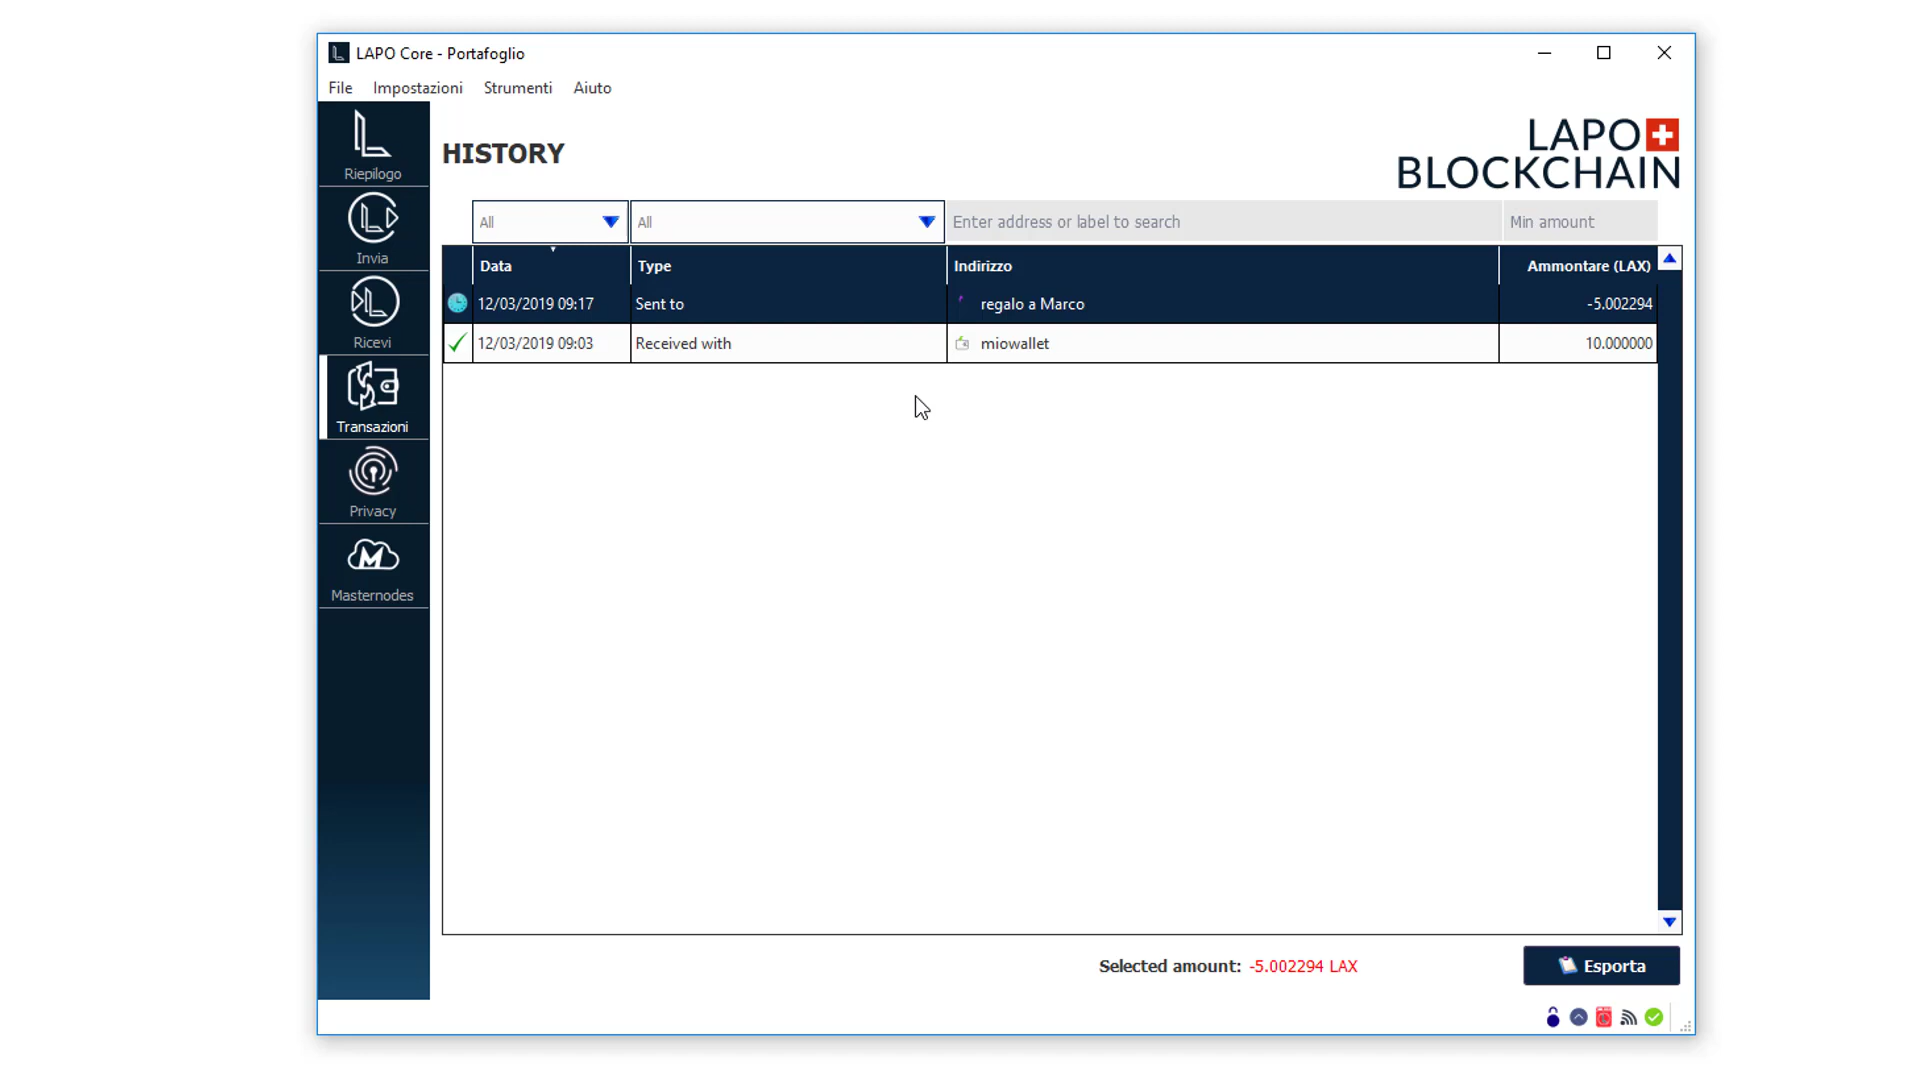 LAPO Core - Portafoglio
File Impostazioni Strumenti Aiuto
Riepilogo
Invia
Ricevi
Transazioni
Privacy
Masternodes
HISTORY
LAPO
BLOCKCHAIN
All All Enter address or label to search Min amount
Data Type Indirizzo Ammontare (LAX)
12/03/2019 09:17 Sent to regalo a Marco -5.002294
12/03/2019 09:03 Received with miowallet 10.000000
Selected amount: -5.002294 LAX
Esporta